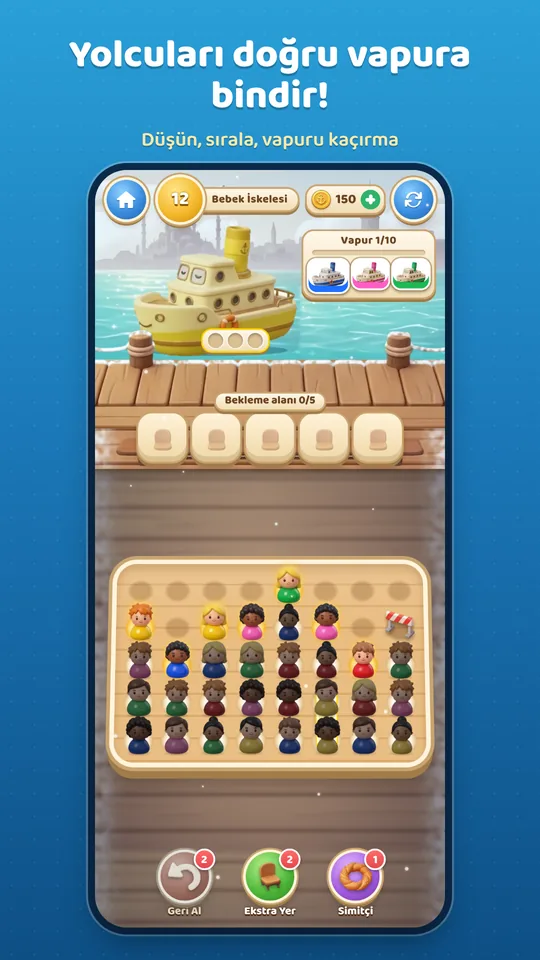 Yolcuları doğru vapura
bindir!
Düşün, sırala, vapuru kaçırma
12
Bebek İskelesi
150
Vapur 1/10
Bekleme alanı 0/5
2
2
1
Geri Al
Ekstra Yer
Simitçi